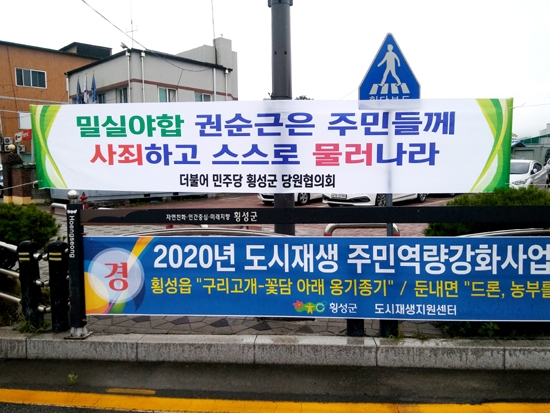 횡단보도
밀실야합 권순근은 주민들께
사죄하고 스스로 물러나라
더불어 민주당 횡성군 당원협의회
자연친화·인간중심·미래지향 횡성군
Hoengseong
경
2020년 도시재생 주민역량강화사업
횡성읍 "구리고개-꽃담 아래 옹기종기" / 둔내면 "드론, 농부를
횡성군 도시재생지원센터